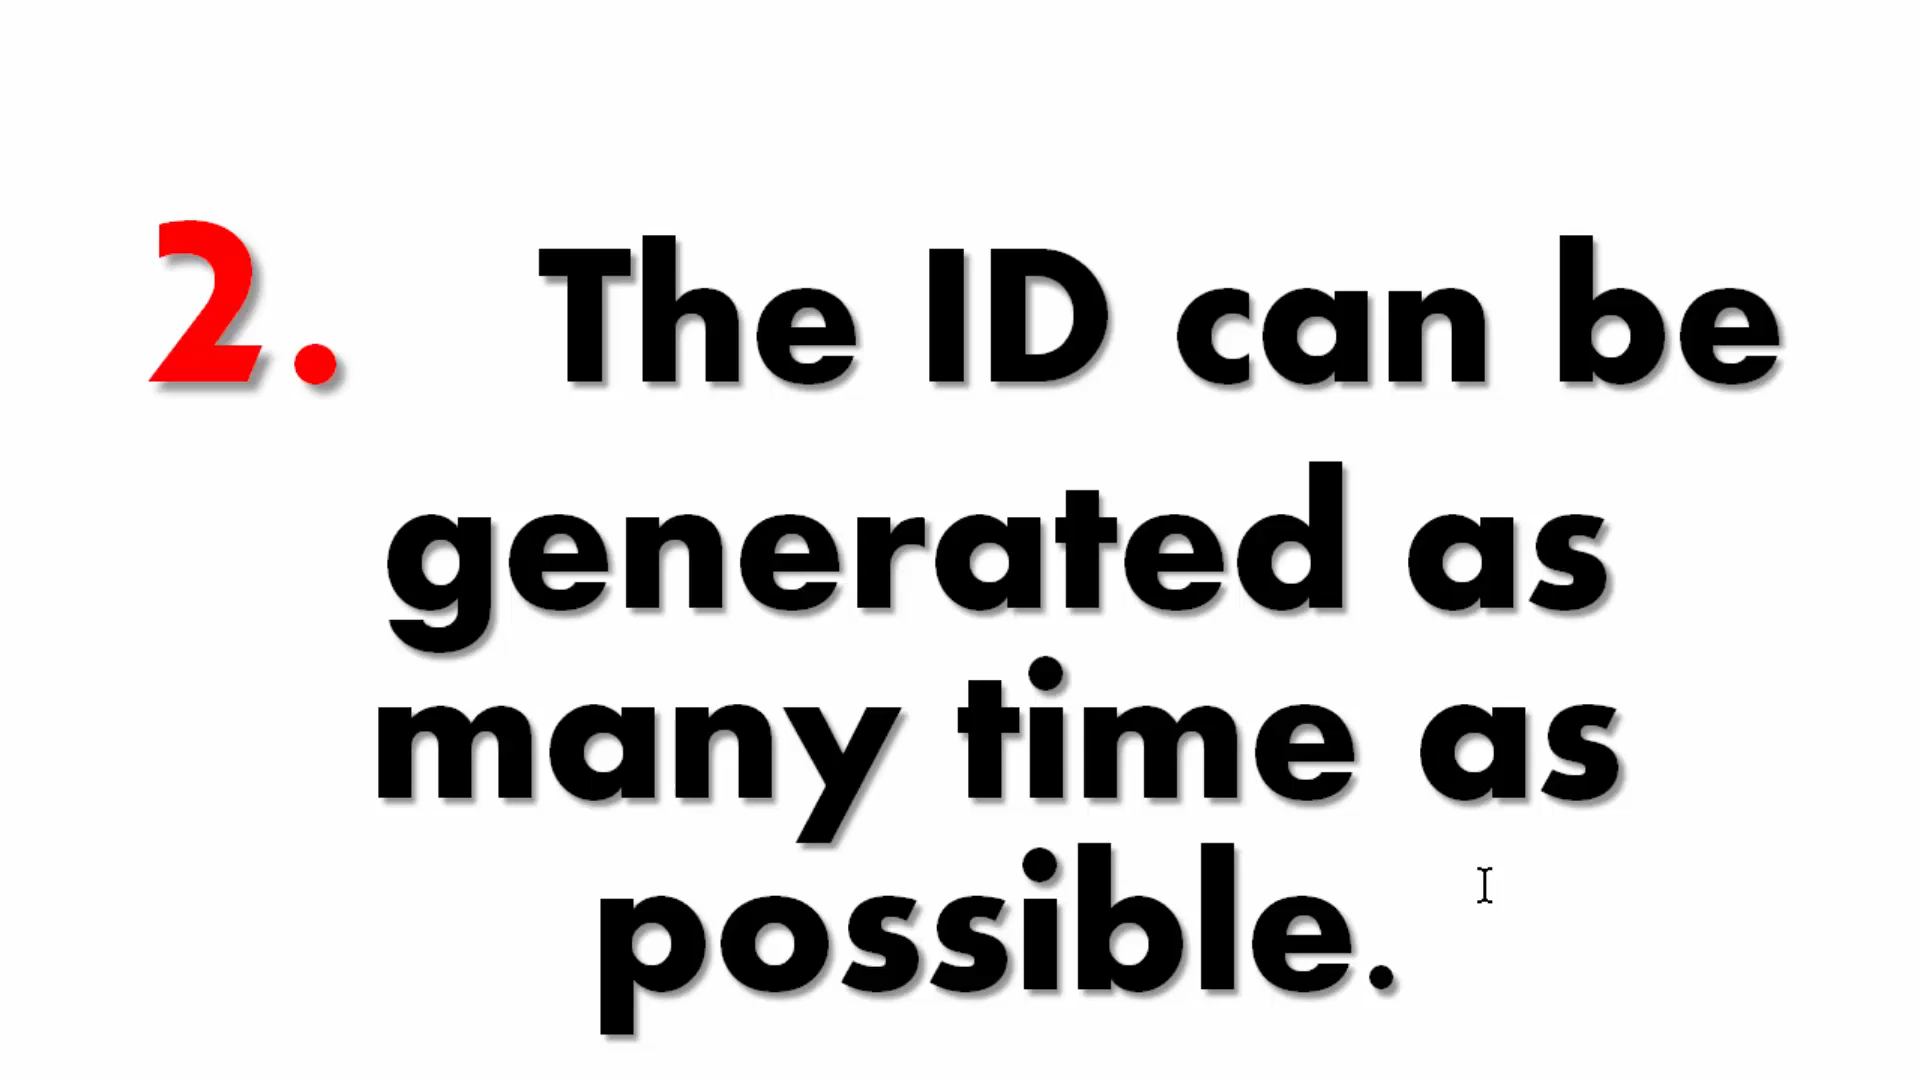 2. The ID can be
generated as
many time as
possible.